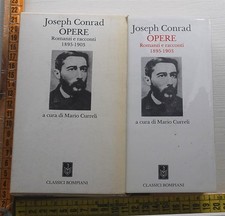 Joseph Conrad
OPERE
Romanzi e racconti
1895-1903
a cura di Mario Curreli
CLASSICI BOMPIANI
Joseph Conrad
OPERE
Romanzi e racconti
1895-1903
a cura di Mario Curreli
CLASSICI BOMPIANI